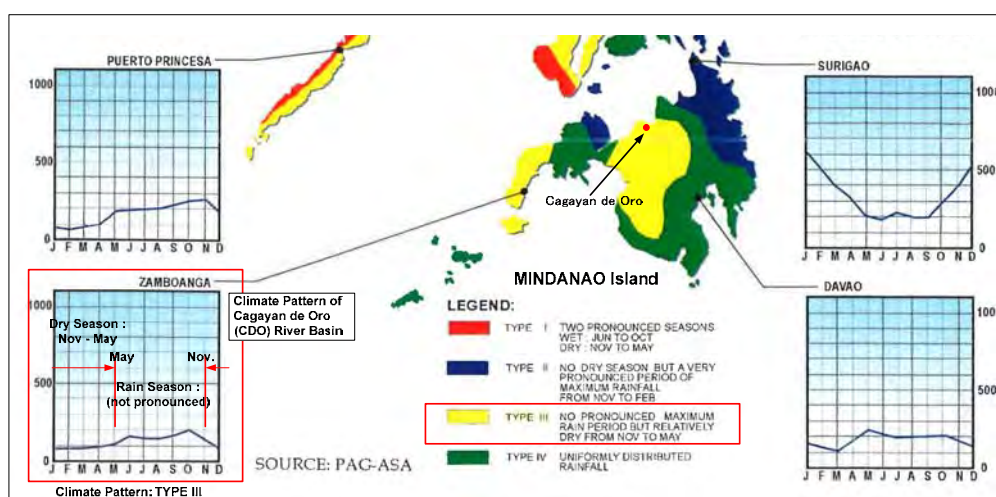 PUERTO PRINCESA
1000
500
0
J F M A M J J A S O N D
ZAMBOANGA
1000
Dry Season :
Nov - May
May
Nov.
500
Rain Season :
(not pronounced)
0
J F M A M J J A S O N D
Climate Pattern: TYPE III
Climate Pattern of
Cagayan de Oro
(CDO) River Basin
Cagayan de Oro
MINDANAO Island
LEGEND:
TYPE I TWO PRONOUNCED SEASONS
WET : JUN TO OCT
DRY : NOV TO MAY
TYPE II NO DRY SEASON BUT A VERY
PRONOUNCED PERIOD OF
MAXIMUM RAINFALL
FROM NOV TO FEB
TYPE III NO PRONOUNCED MAXIMUM
RAIN PERIOD BUT RELATIVELY
DRY FROM NOV TO MAY
TYPE IV UNIFORMLY DISTRIBUTED
RAINFALL
SOURCE: PAG-ASA
SURIGAO
1000
500
0
J F M A M J J A S O N D
DAVAO
1000
500
0
J F M A M J J A S O N D